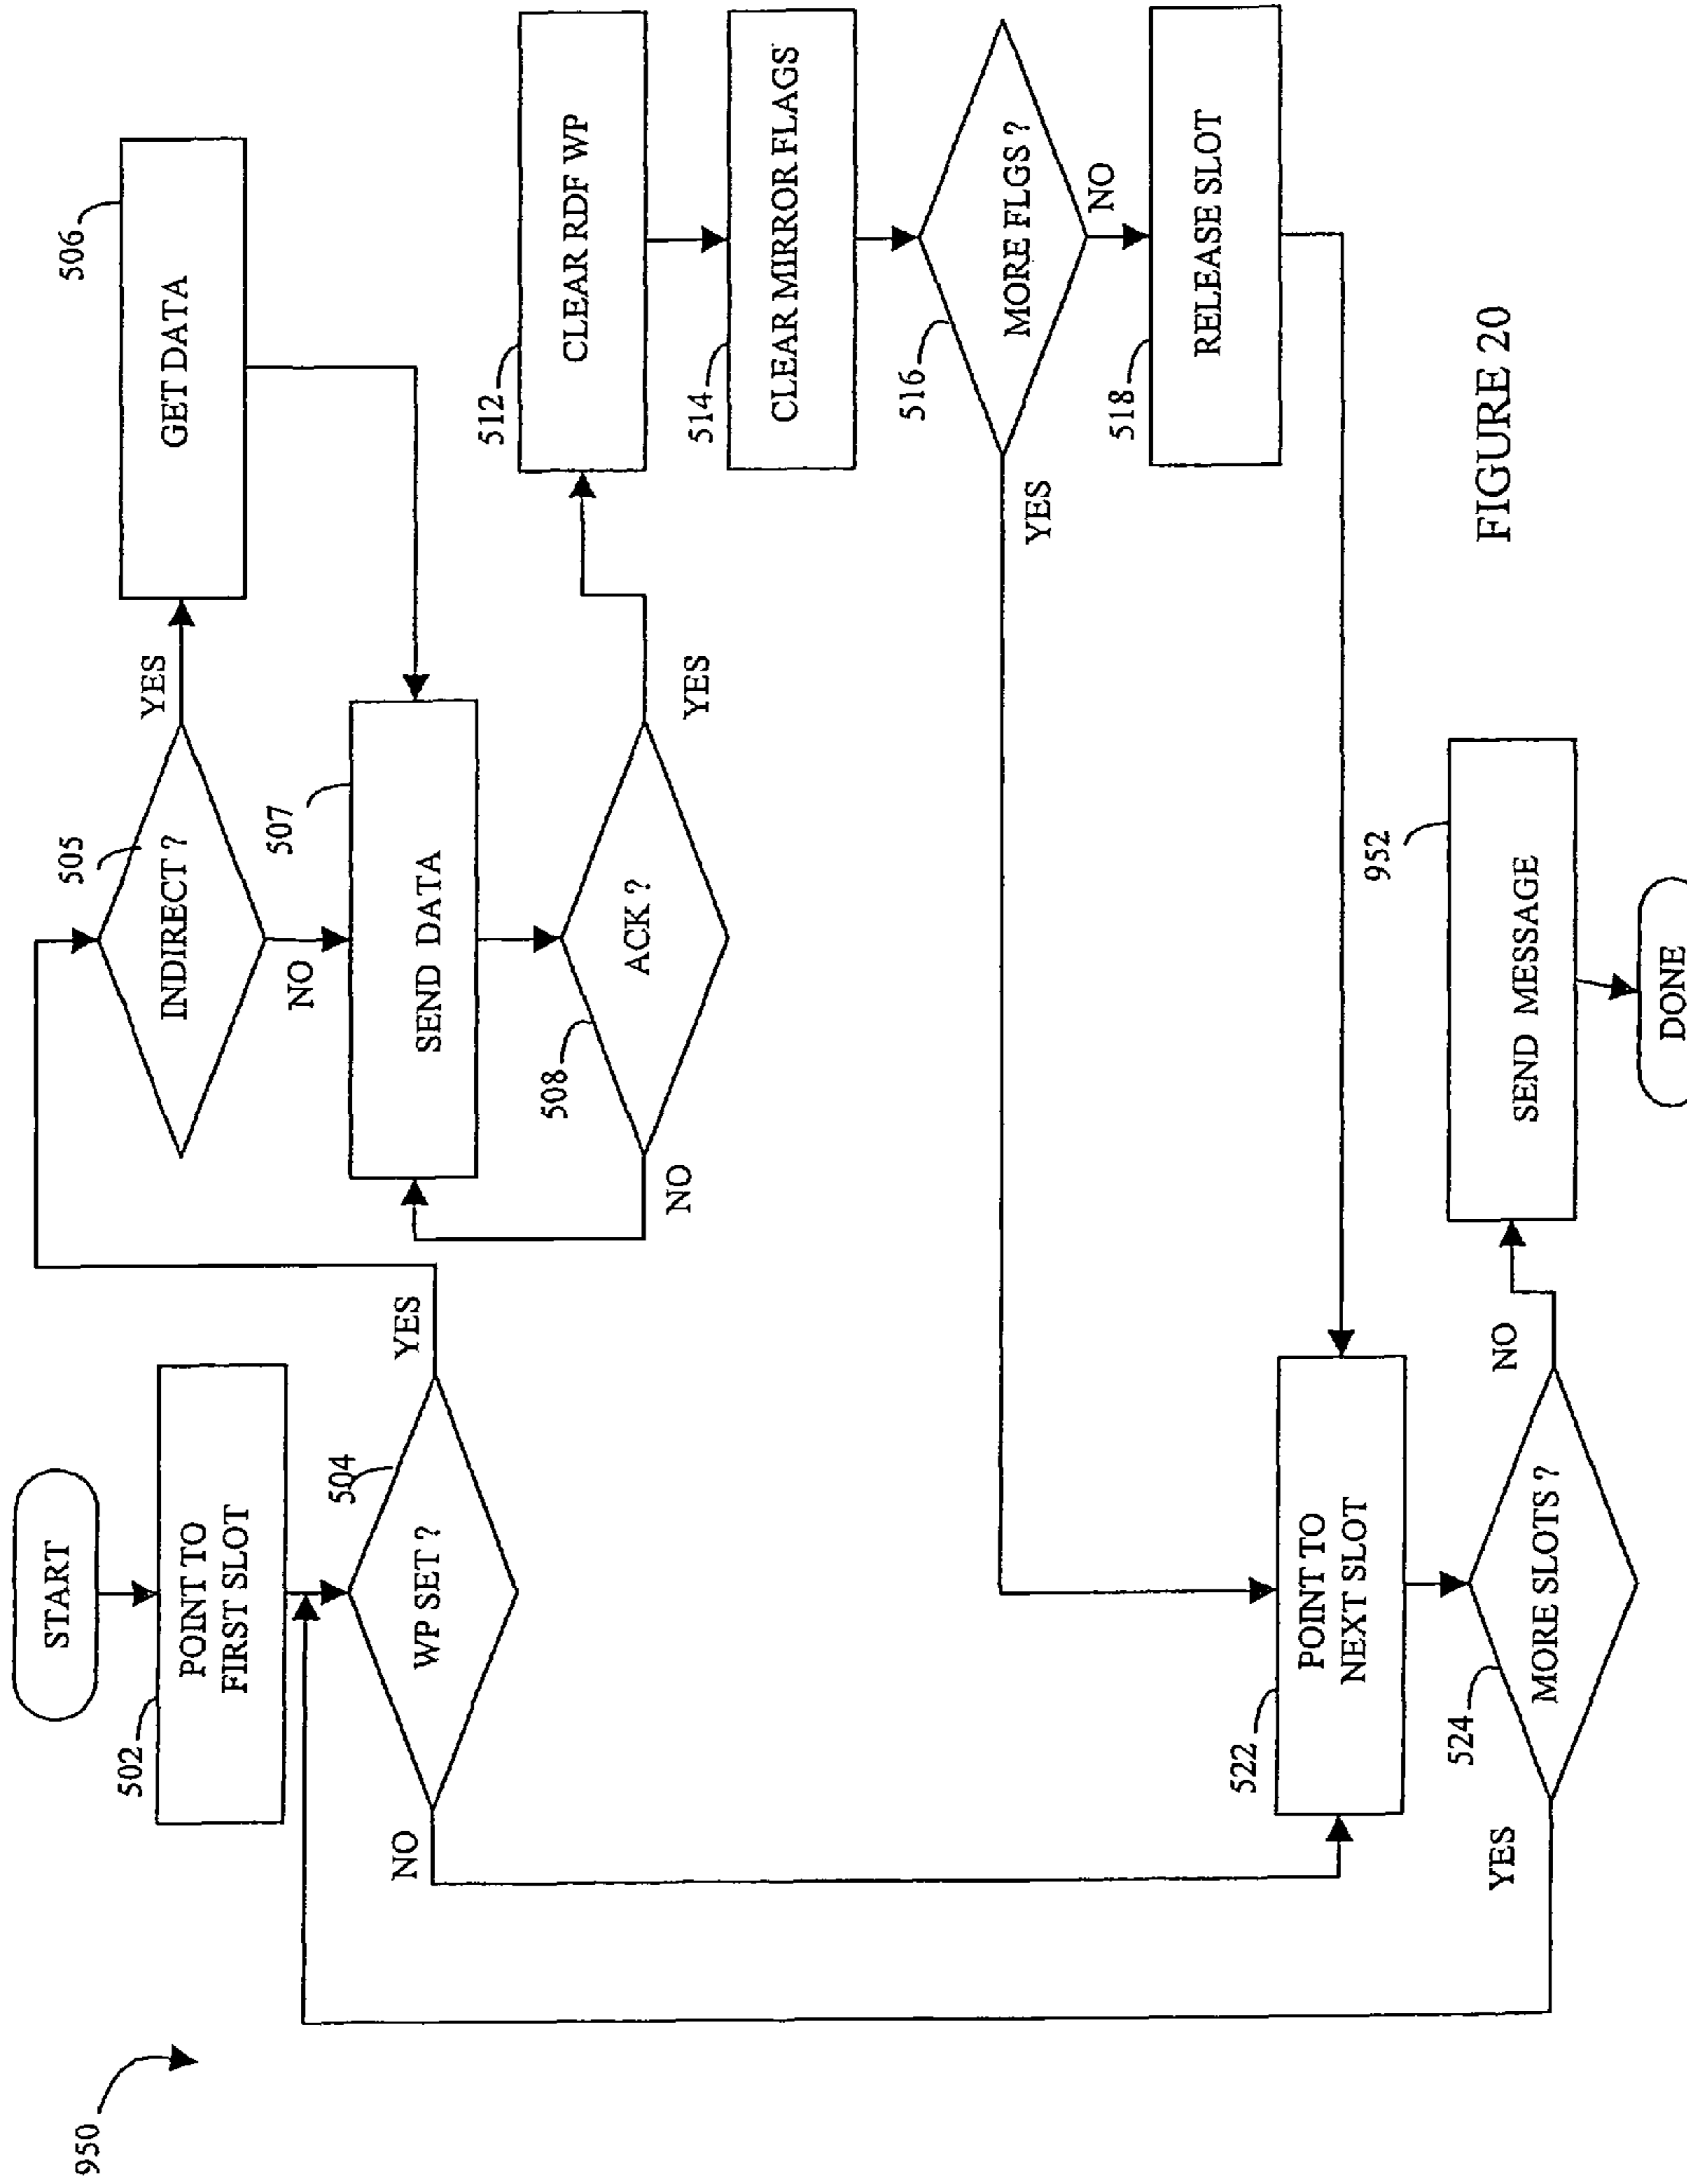 950
START
502
POINT TO
FIRST SLOT
504
WP SET ?
YES
NO
505
INDIRECT ?
YES
NO
506
GET DATA
507
SEND DATA
508
ACK ?
YES
NO
512
CLEAR RDF WP
514
CLEAR MIRROR FLAGS
516
MORE FLGS ?
YES
NO
518
RELEASE SLOT
522
POINT TO
NEXT SLOT
524
MORE SLOTS ?
YES
NO
952
SEND MESSAGE
DONE
FIGURE 20